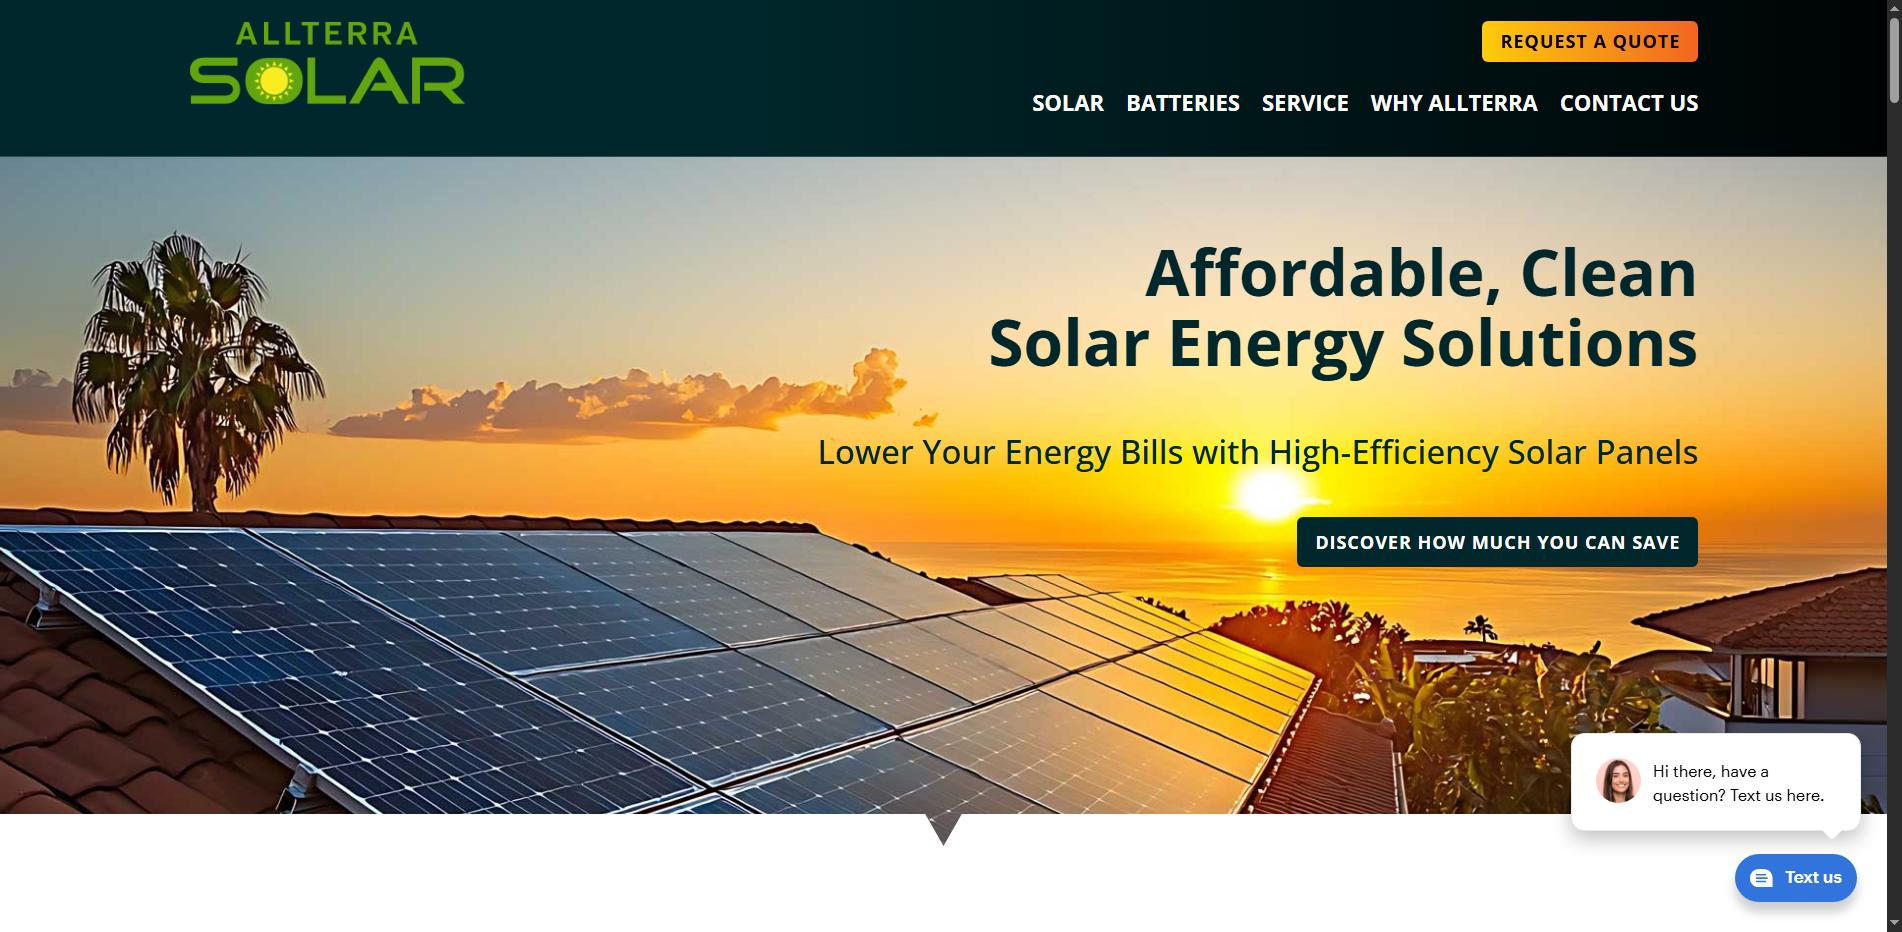 ALLTERRA
SOLAR
REQUEST A QUOTE
SOLAR BATTERIES SERVICE WHY ALLTERRA CONTACT US
Affordable, Clean
Solar Energy Solutions
Lower Your Energy Bills with High-Efficiency Solar Panels
DISCOVER HOW MUCH YOU CAN SAVE
Hi there, have a
question? Text us here.
Text us